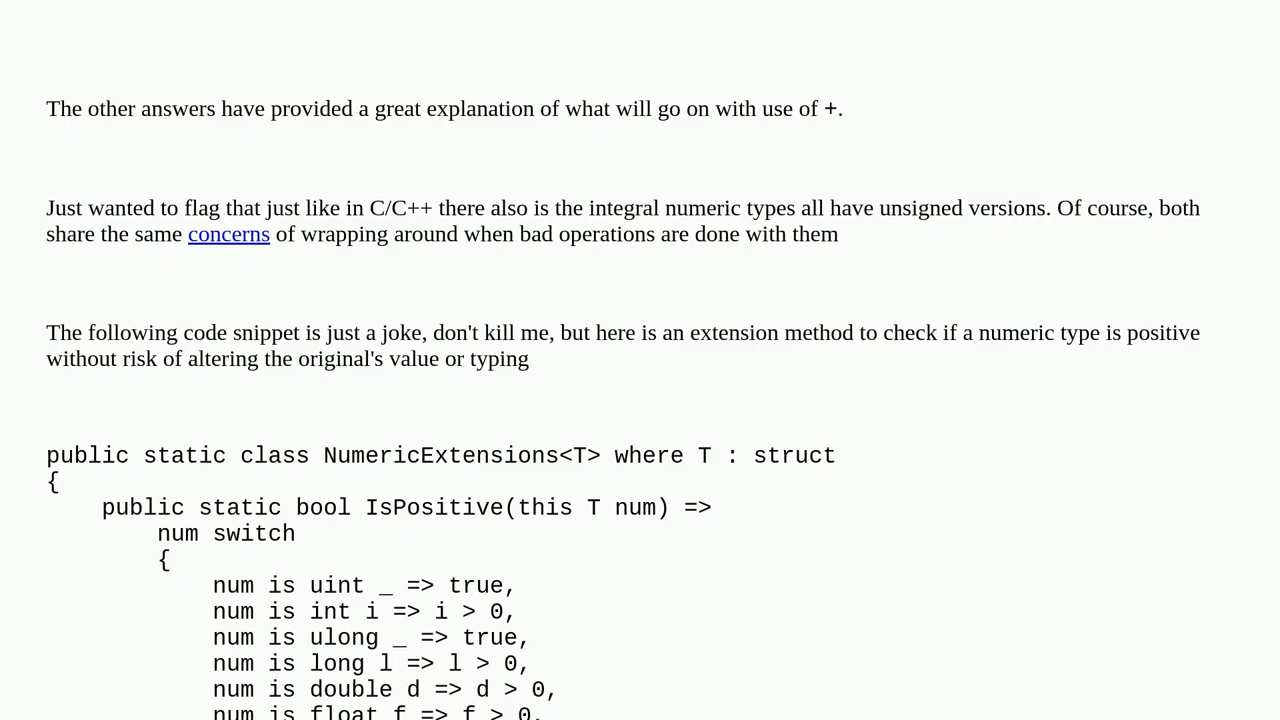 The other answers have provided a great explanation of what will go on with use of +.
Just wanted to flag that just like in C/C++ there also is the integral numeric types all have unsigned versions. Of course, both
share the same concerns of wrapping around when bad operations are done with them
The following code snippet is just a joke, don't kill me, but here is an extension method to check if a numeric type is positive
without risk of altering the original's value or typing
public static class NumericExtensions<T> where T : struct
{
    public static bool IsPositive(this T num) =>
        num switch
        {
            num is uint _ => true,
            num is int i => i > 0,
            num is ulong _ => true,
            num is long l => l > 0,
            num is double d => d > 0,
            num is float f => f > 0,